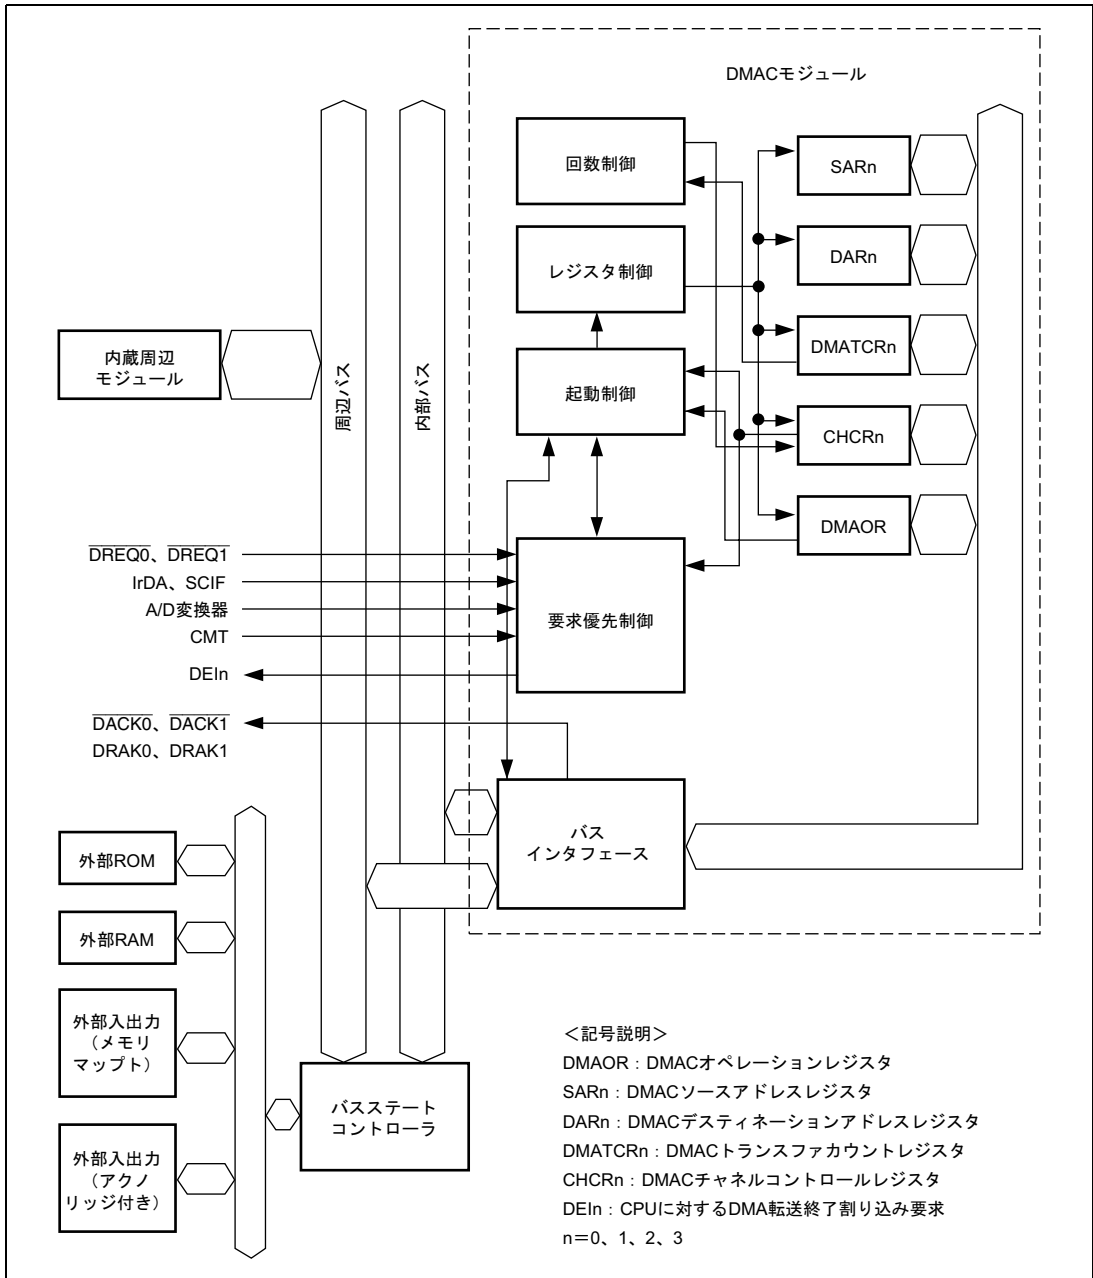 DMACモジュール
回数制御
SARn
レジスタ制御
DARn
内蔵周辺
モジュール
周辺バス
内部バス
起動制御
DMATCRn
CHCRn
DMAOR
DREQ0、DREQ1
IrDA、SCIF
A/D変換器
CMT
DEIn
要求優先制御
DACK0、DACK1
DRAK0、DRAK1
バス
インタフェース
外部ROM
外部RAM
外部入出力
(メモリ
マップト)
外部入出力
(アクノ
リッジ付き)
バスステート
コントローラ
<記号説明>
DMAOR:DMACオペレーションレジスタ
SARn:DMACソースアドレスレジスタ
DARn:DMACデスティネーションアドレスレジスタ
DMATCRn:DMACトランスファカウントレジスタ
CHCRn:DMACチャネルコントロールレジスタ
DEIn:CPUに対するDMA転送終了割り込み要求
n=0、1、2、3